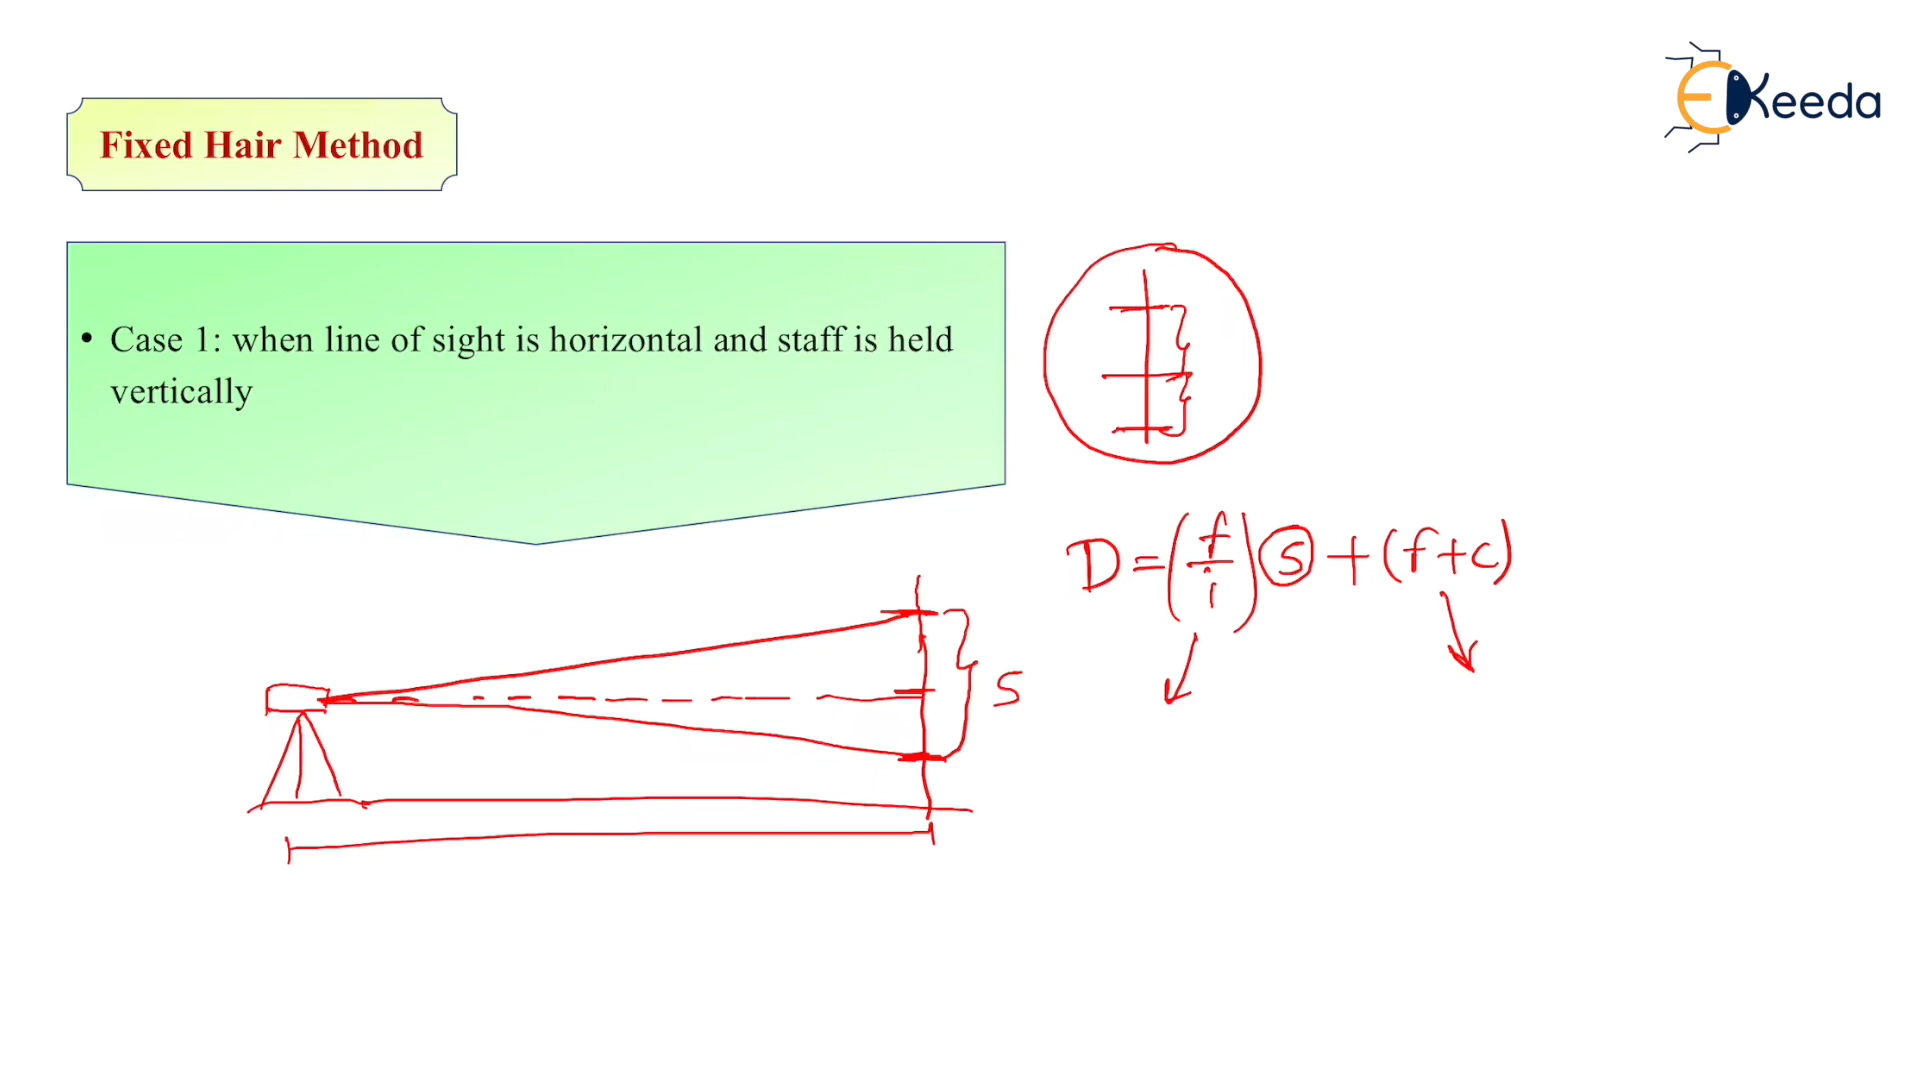 EKeeda
Fixed Hair Method
• Case 1: when line of sight is horizontal and staff is held
vertically
D = (f/i) S + (f+c)
S